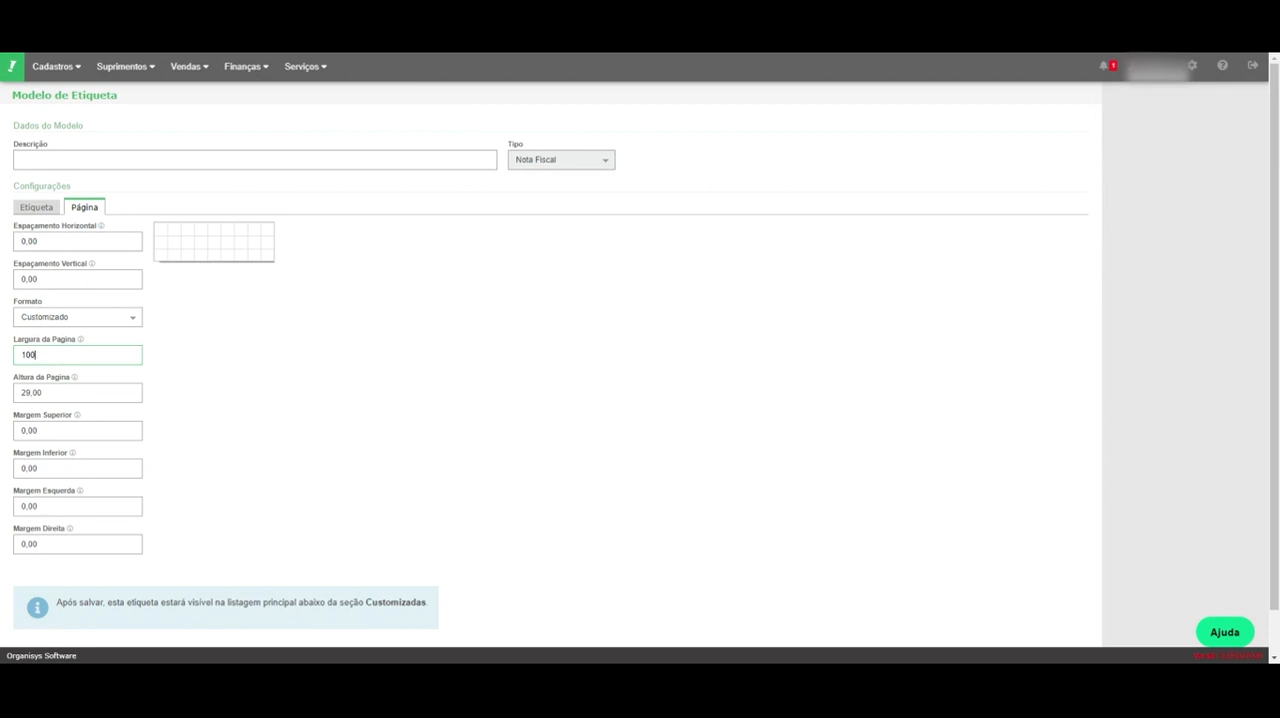 Cadastros Suprimentos Vendas Finanças Serviços 1
Modelo de Etiqueta
Dados do Modelo
Descrição Tipo
Nota Fiscal
Configurações
Etiqueta Página
Espaçamento Horizontal
0,00
Espaçamento Vertical
0,00
Formato
Customizado
Largura da Pagina
100
Altura da Pagina
29,00
Margem Superior
0,00
Margem Inferior
0,00
Margem Esquerda
0,00
Margem Direita
0,00
Após salvar, esta etiqueta estará visível na listagem principal abaixo da seção Customizadas.
Ajuda
Organisys Software